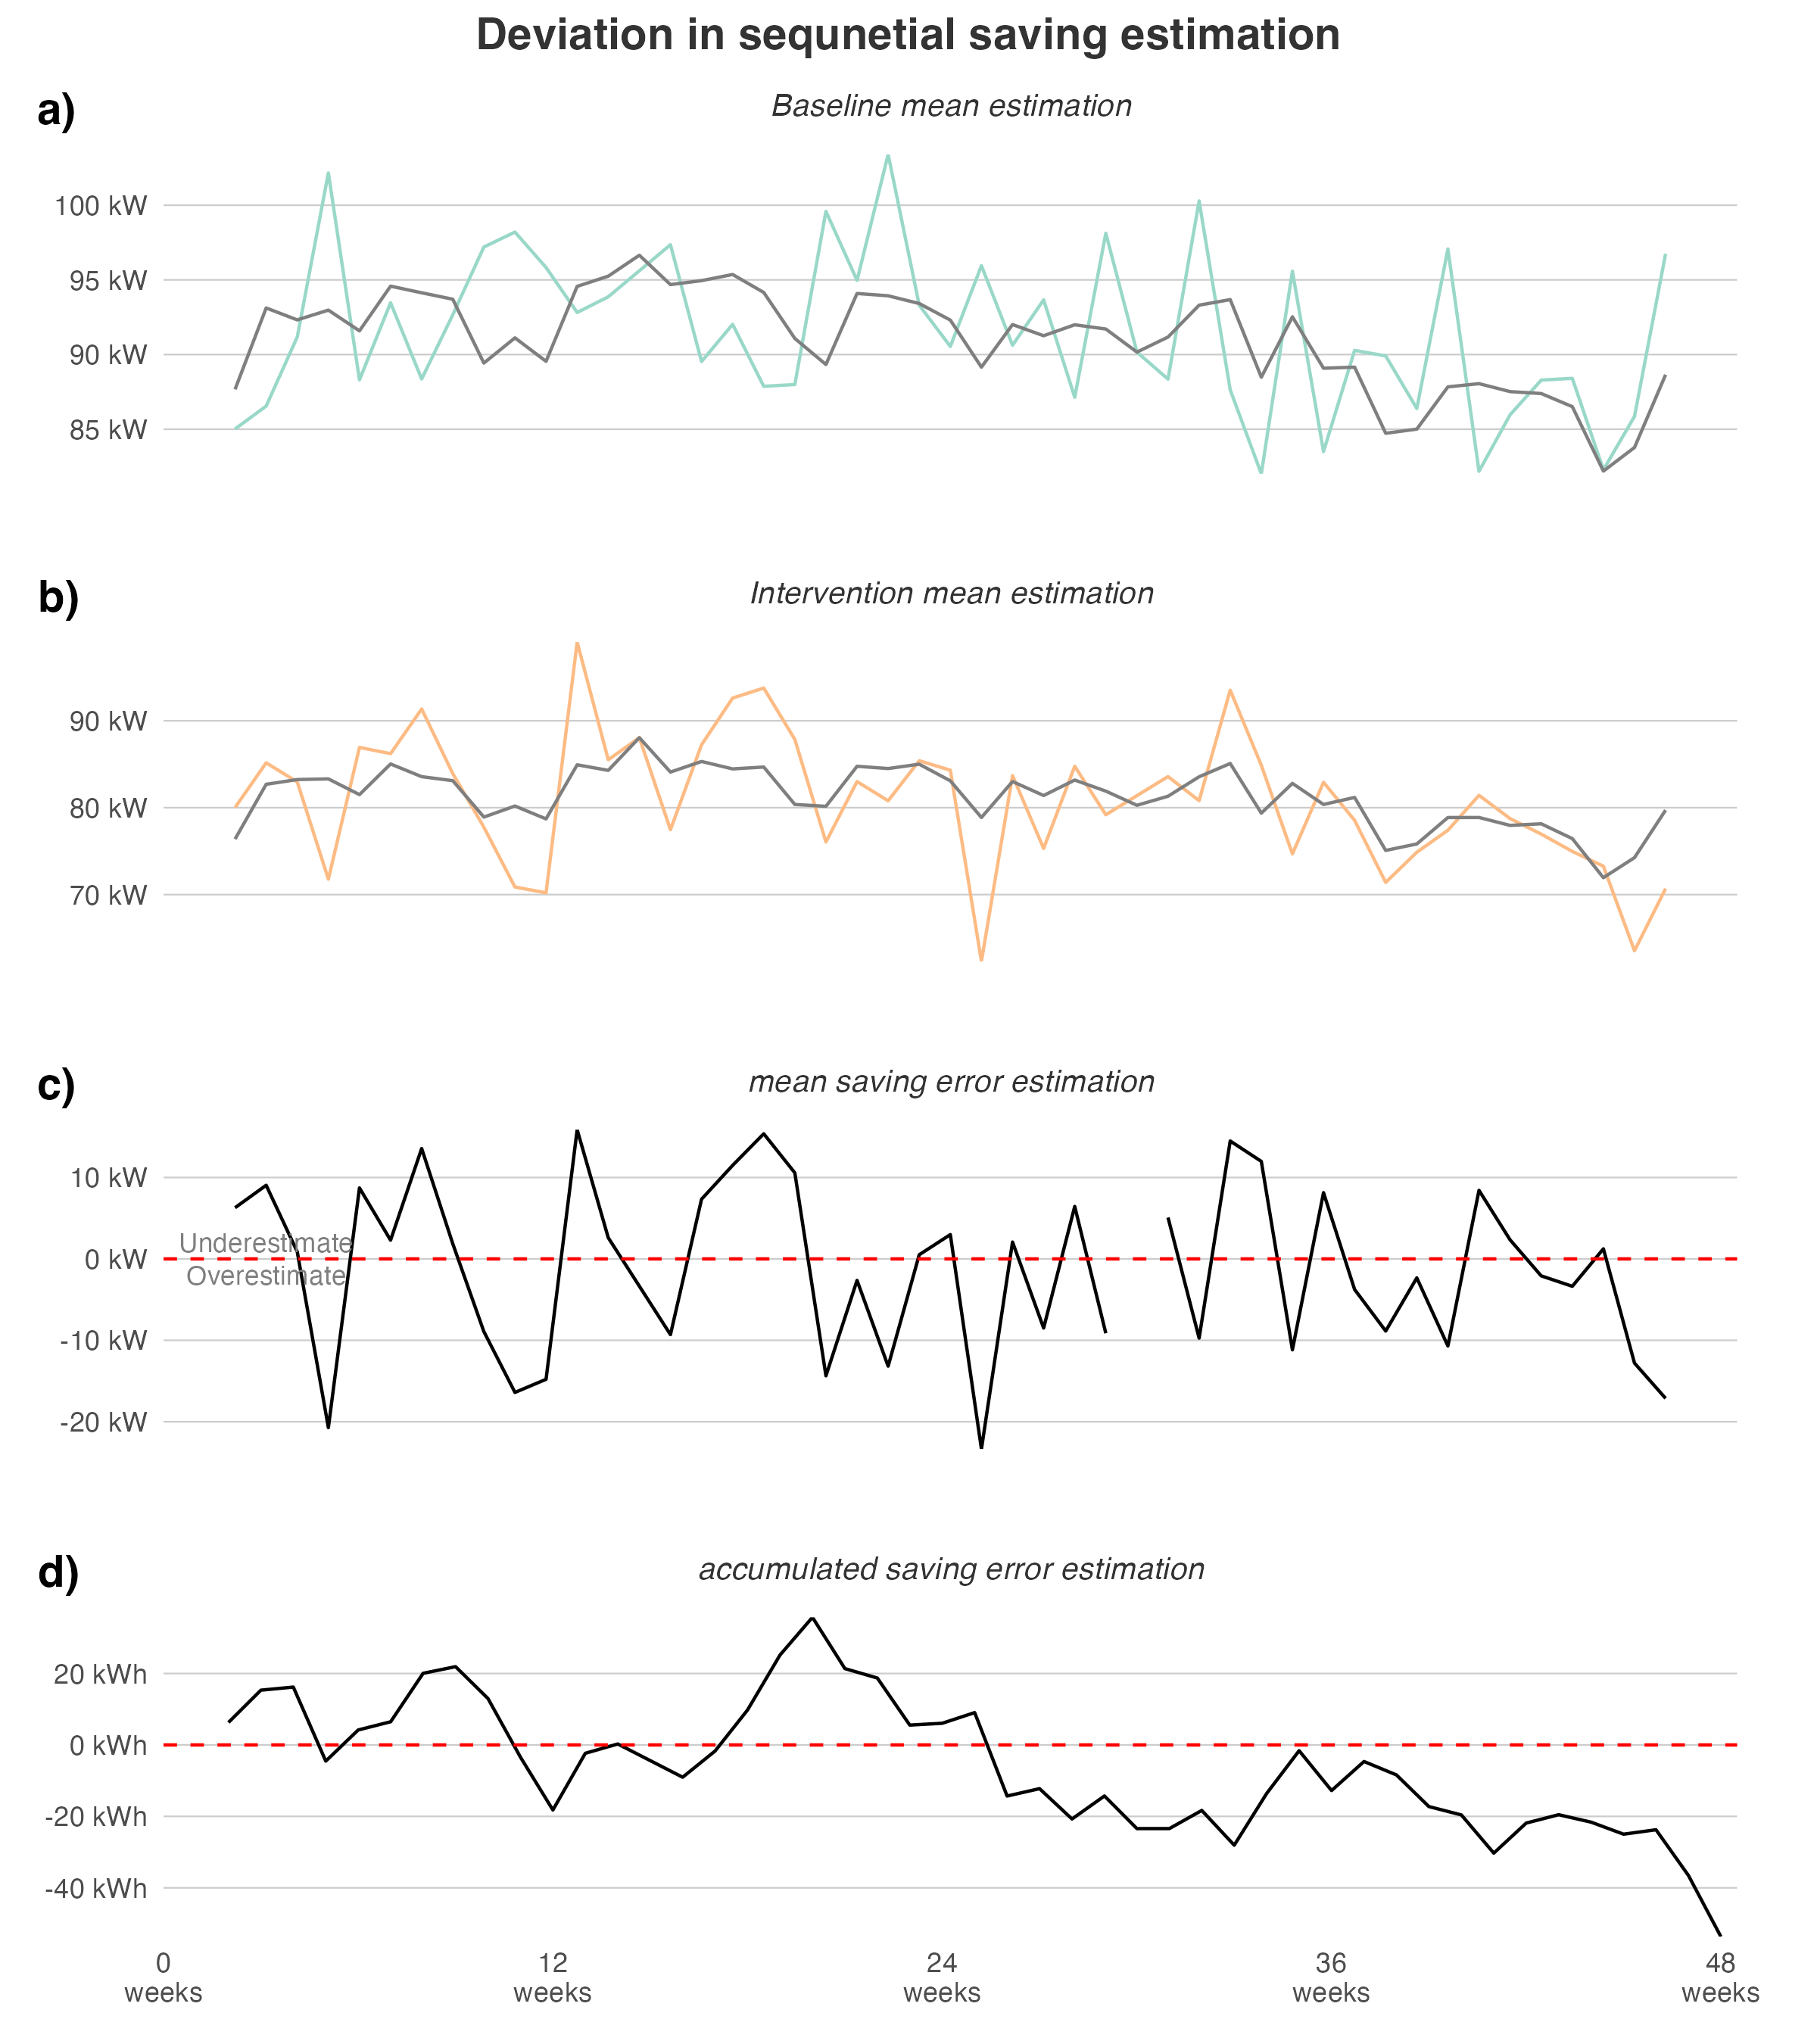 Deviation in sequnetial saving estimation
a)
Baseline mean estimation
100 kW
95 kW
90 kW
85 kW
b)
Intervention mean estimation
90 kW
80 kW
70 kW
c)
mean saving error estimation
10 kW
Underestimate
0 kW
Overestimate
-10 kW
-20 kW
d)
accumulated saving error estimation
20 kWh
0 kWh
-20 kWh
-40 kWh
0 12 24 36 48
weeks weeks weeks weeks weeks